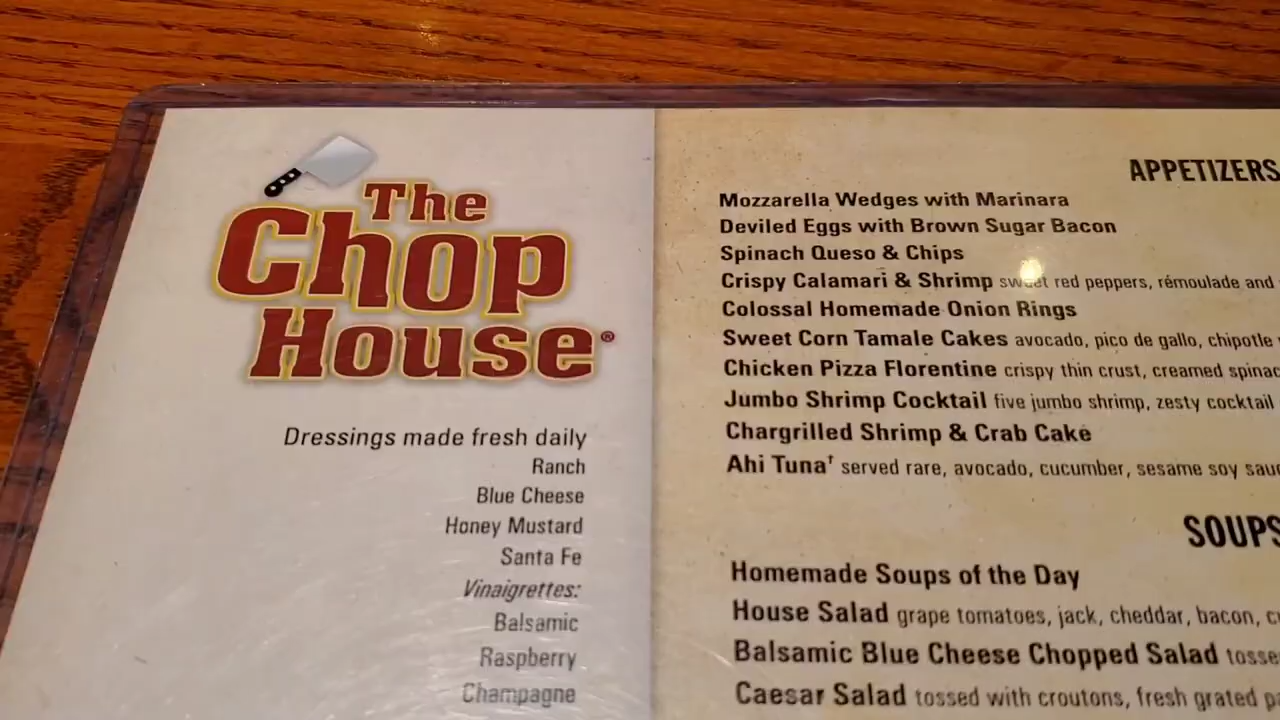 The
Chop
House®
Dressings made fresh daily
Ranch
Blue Cheese
Honey Mustard
Santa Fe
Vinaigrettes:
Balsamic
Raspberry
Champagne
APPETIZERS
Mozzarella Wedges with Marinara
Deviled Eggs with Brown Sugar Bacon
Spinach Queso & Chips
Crispy Calamari & Shrimp sweet red peppers, rémoulade and
Colossal Homemade Onion Rings
Sweet Corn Tamale Cakes avocado, pico de gallo, chipotle
Chicken Pizza Florentine crispy thin crust, creamed
Jumbo Shrimp Cocktail five jumbo shrimp, zesty cocktail
Chargrilled Shrimp & Crab Cake
Ahi Tuna† served rare, avocado, cucumber, sesame soy
SOUPS
Homemade Soups of the Day
House Salad grape tomatoes, jack, cheddar, bacon,
Balsamic Blue Cheese Chopped Salad
Caesar Salad tossed with croutons, fresh grated